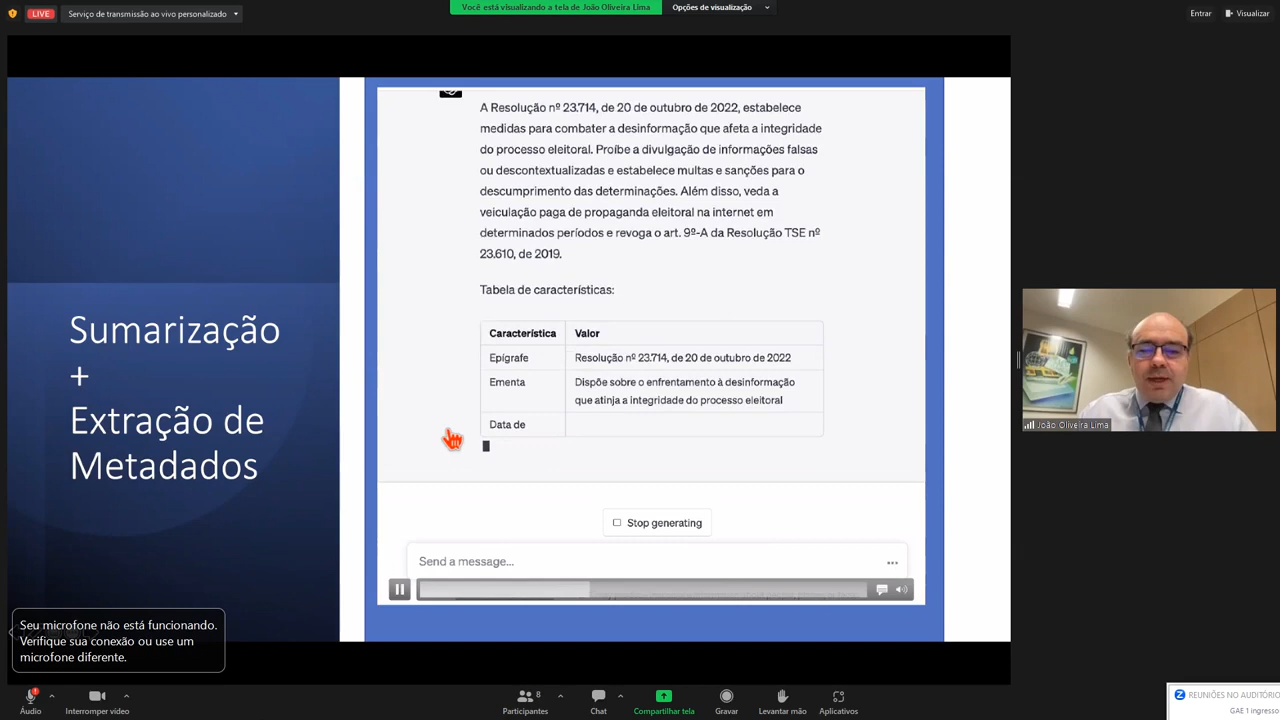 LIVE
Serviço de transmissão ao vivo personalizado
Você está visualizando a tela de João Oliveira Lima
Opções de visualização
Entrar
Visualizar
Sumarização
+
Extração de
Metadados
A Resolução nº 23.714, de 20 de outubro de 2022, estabelece
medidas para combater a desinformação que afeta a integridade
do processo eleitoral. Proíbe a divulgação de informações falsas
ou descontextualizadas e estabelece multas e sanções para o
descumprimento das determinações. Além disso, veda a
veiculação paga de propaganda eleitoral na internet em
determinados períodos e revoga o art. 9º-A da Resolução TSE nº
23.610, de 2019.
Tabela de características:
Característica Valor
Epígrafe Resolução nº 23.714, de 20 de outubro de 2022
Ementa Dispõe sobre o enfrentamento à desinformação
que atinja a integridade do processo eleitoral
Data de
Stop generating
Send a message...
João Oliveira Lima
Seu microfone não está funcionando.
Verifique sua conexão ou use um
microfone diferente.
Áudio
Interromper vídeo
8
Participantes
Chat
Compartilhar tela
Gravar
Levantar mão
Aplicativos
REUNIÕES NO AUDITÓRIO
GAE 1 ingresso